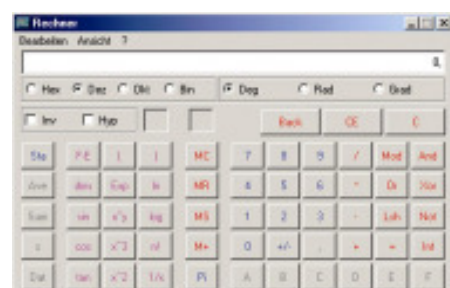 Rechner
Bearbeiten Ansicht ?
0,
Hex Dez Okt Bin Deg Rad Grad
Inv Hyp Back CE C
Sta F-E ( ) MC 7 8 9 / Mod And
Ave dms Exp ln MR 4 5 6 * Or Xor
Sum sin x^y log MS 1 2 3 - Lsh Not
s cos x^3 n! M+ 0 +/- . + = Int
Dat tan x^2 1/x Pi A B C D E F